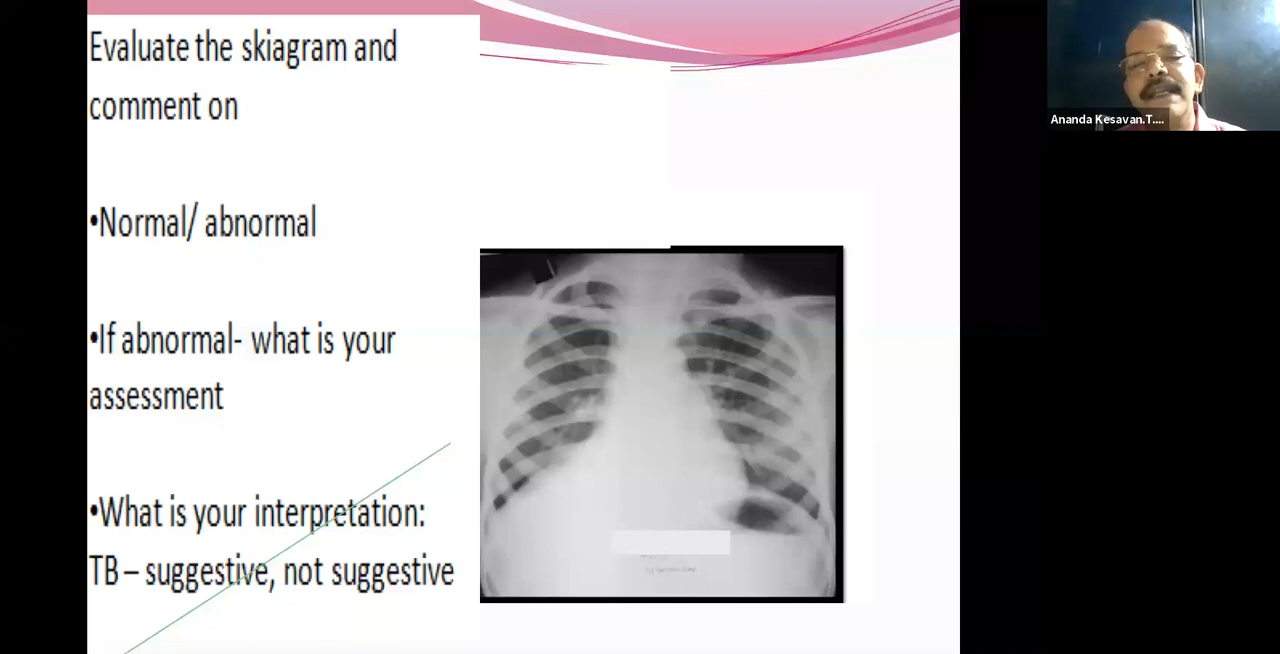 Evaluate the skiagram and
comment on
•Normal/ abnormal
•If abnormal- what is your
assessment
•What is your interpretation:
TB – suggestive, not suggestive
Ananda Kesavan.T....